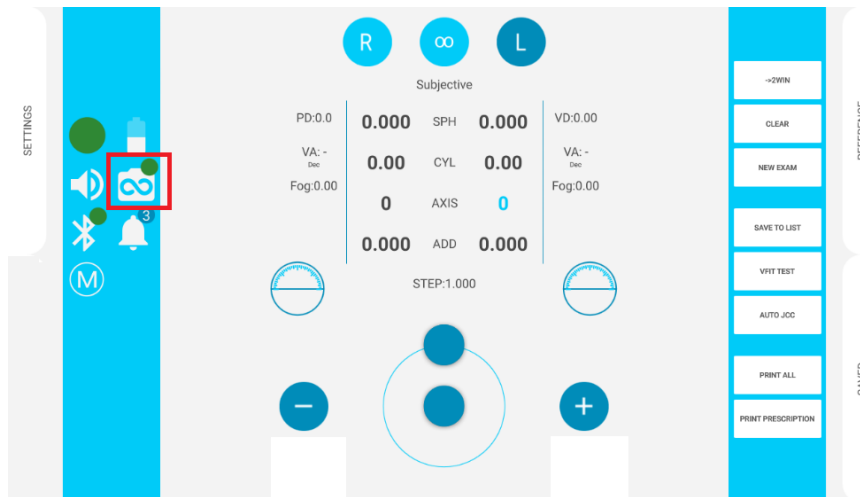 SETTINGS
3
M
R ∞ L
Subjective
PD:0.0
VA: -
Dec
Fog:0.00
0.000 SPH 0.000
0.00 CYL 0.00
0 AXIS 0
0.000 ADD 0.000
VD:0.00
VA: -
Dec
Fog:0.00
STEP:1.000
− +
->2WIN
CLEAR
NEW EXAM
SAVE TO LIST
VFIT TEST
AUTO JCC
PRINT ALL
PRINT PRESCRIPTION